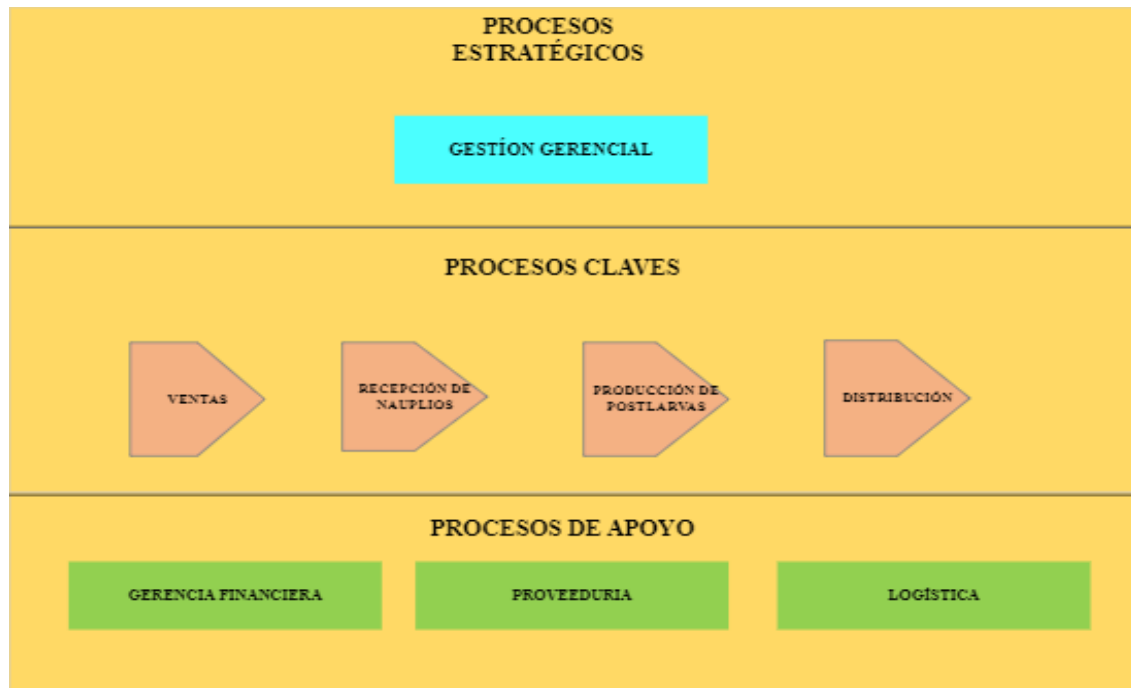 PROCESOS
ESTRATÉGICOS
GESTÍON GERENCIAL
PROCESOS CLAVES
VENTAS
RECEPCIÓN DE
NAUPLIOS
PRODUCCIÓN DE
POSTLARVAS
DISTRIBUCIÓN
PROCESOS DE APOYO
GERENCIA FINANCIERA
PROVEEDURIA
LOGÍSTICA